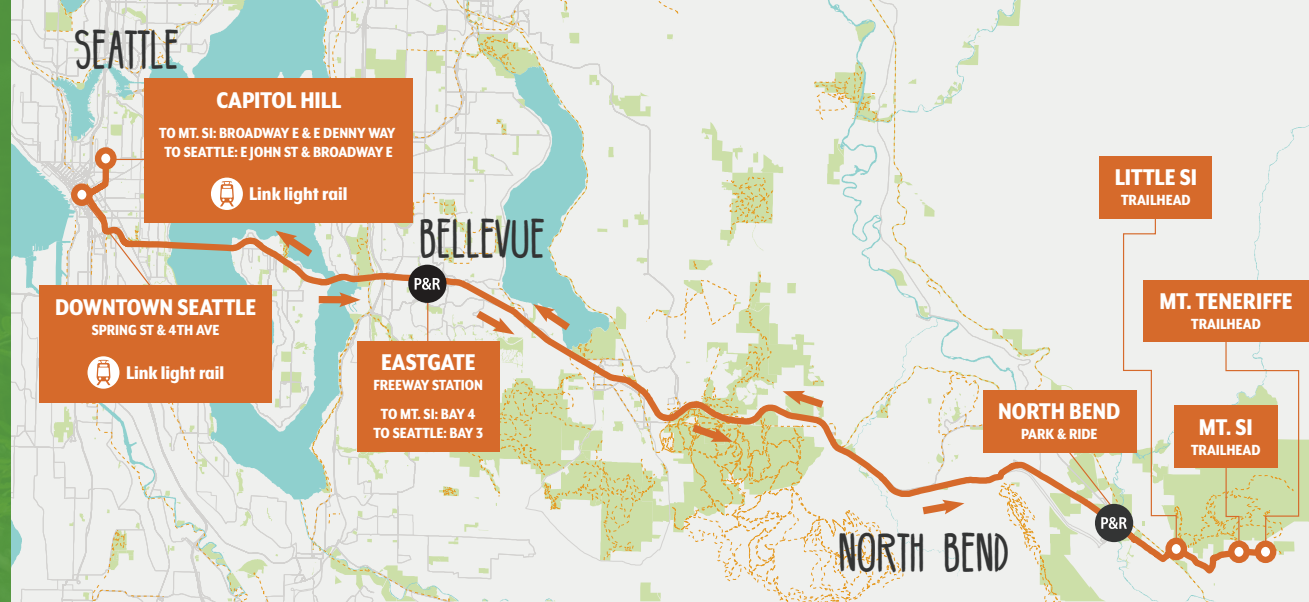 SEATTLE
CAPITOL HILL
TO MT. SI: BROADWAY E & E DENNY WAY
TO SEATTLE: E JOHN ST & BROADWAY E
Link light rail
BELLEVUE
P&R
DOWNTOWN SEATTLE
SPRING ST & 4TH AVE
Link light rail
EASTGATE
FREEWAY STATION
TO MT. SI: BAY 4
TO SEATTLE: BAY 3
LITTLE SI
TRAILHEAD
MT. TENERIFFE
TRAILHEAD
NORTH BEND
PARK & RIDE
MT. SI
TRAILHEAD
P&R
NORTH BEND